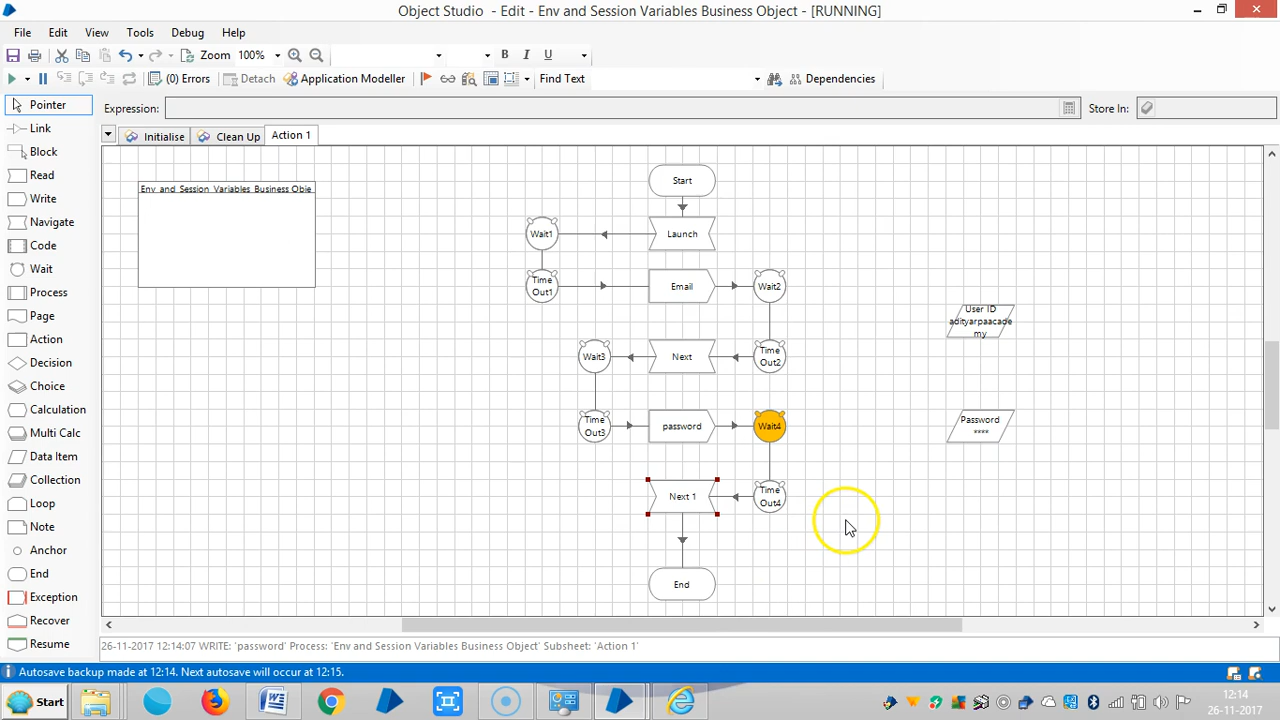 Object Studio - Edit - Env and Session Variables Business Object - [RUNNING]
File Edit View Tools Debug Help
Zoom 100% B I U
(0) Errors Detach Application Modeller Find Text Dependencies
Pointer Expression: Store In:
Link
Initialise Clean Up Action 1
Block
Read
Write
Navigate
Code
Wait
Process
Page
Action
Decision
Choice
Calculation
Multi Calc
Data Item
Collection
Loop
Note
Anchor
End
Exception
Recover
Resume
Env and Session Variables Business Obje
Start
Wait1 Launch
Time
Out1
Email Wait2
User ID
adityarpaacade
my
Wait3 Next
Time
Out2
Time
Out3
password Wait4
Password
****
Next 1
Time
Out4
End
26-11-2017 12:14:07 WRITE: 'password' Process: 'Env and Session Variables Business Object' Subsheet: 'Action 1'
Autosave backup made at 12:14. Next autosave will occur at 12:15.
Start
12:14
26-11-2017